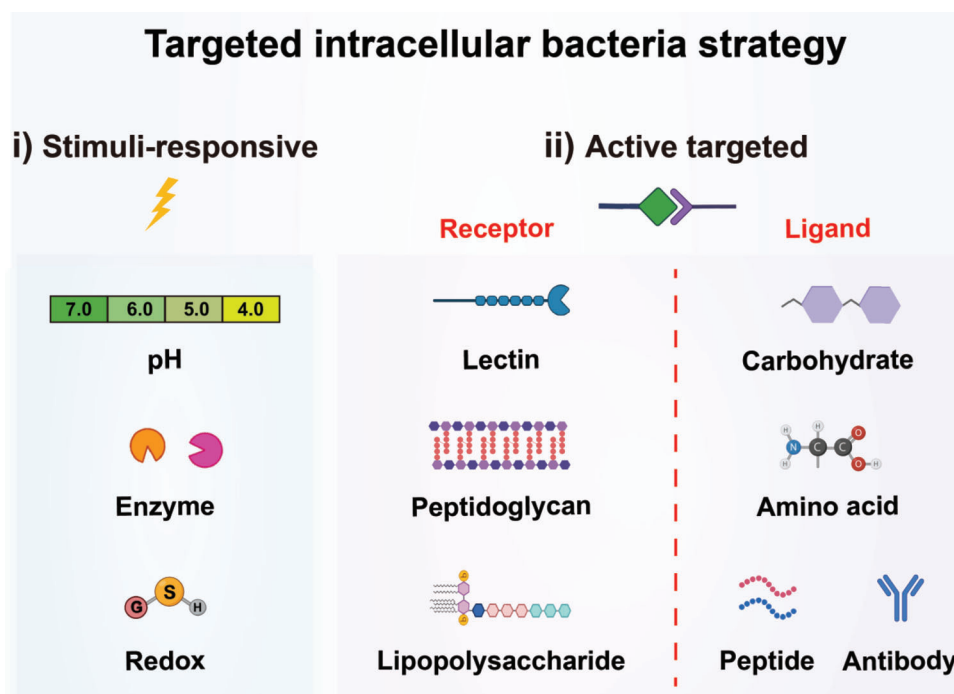 Targeted intracellular bacteria strategy
i) Stimuli-responsive
ii) Active targeted
Receptor
Ligand
7.0 6.0 5.0 4.0
pH
Lectin
Carbohydrate
H H O
N C C
H O H
Enzyme
Peptidoglycan
Amino acid
G S H
Redox
Lipopolysaccharide
Peptide
Antibody